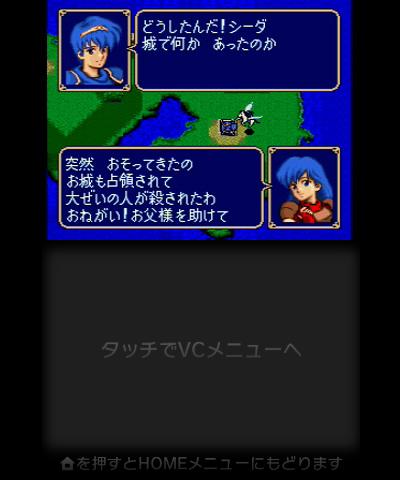 どうしたんだ!シーダ
城で何か あったのか
突然 おそってきたの
お城も占領されて
大ぜいの人が殺されたわ
おねがい!お父様を助けて
タッチでVCメニューへ
を押すとHOMEメニューにもどります